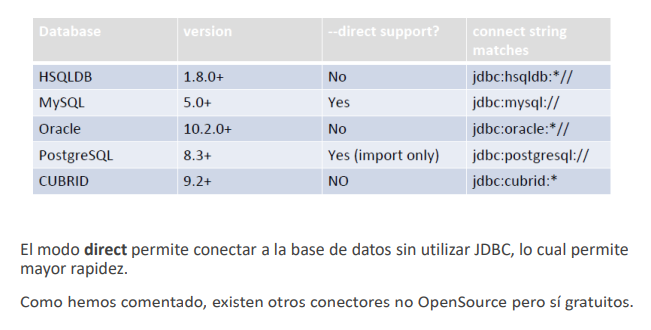 Database version --direct support? connect string matches
HSQLDB 1.8.0+ No jdbc:hsqldb:*//
MySQL 5.0+ Yes jdbc:mysql://
Oracle 10.2.0+ No jdbc:oracle:*//
PostgreSQL 8.3+ Yes (import only) jdbc:postgresql://
CUBRID 9.2+ NO jdbc:cubrid:*
El modo direct permite conectar a la base de datos sin utilizar JDBC, lo cual permite
mayor rapidez.
Como hemos comentado, existen otros conectores no OpenSource pero sí gratuitos.